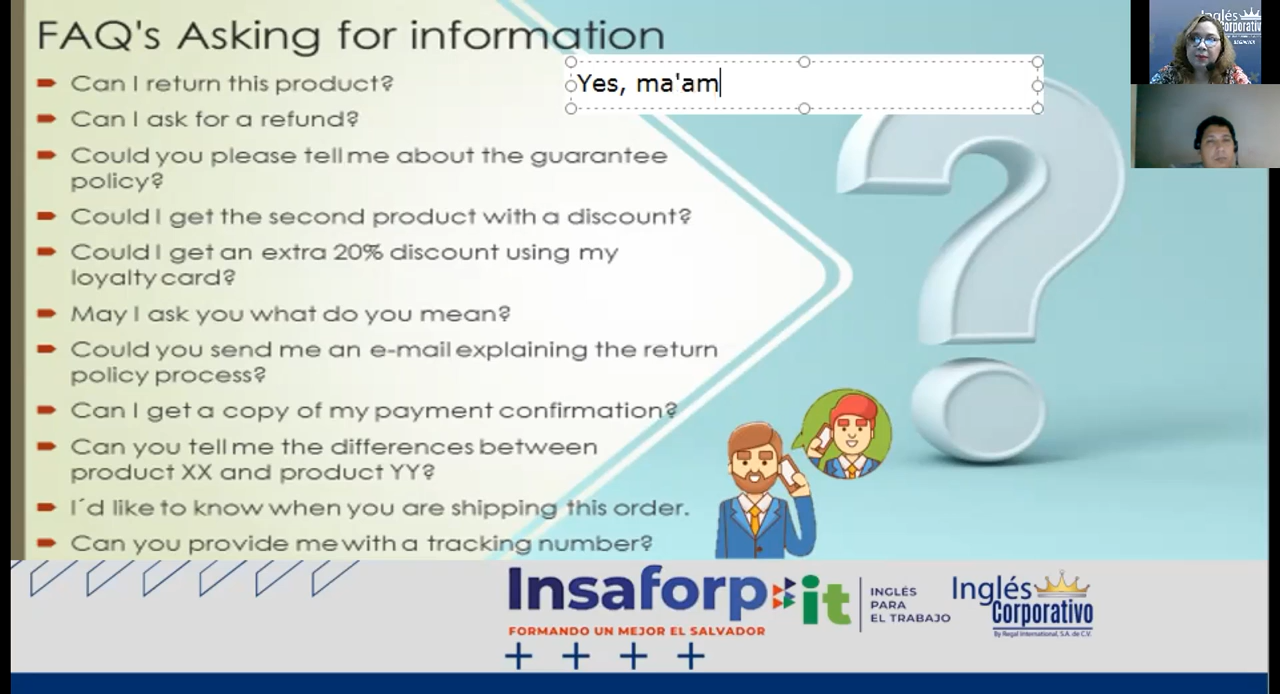 FAQ's Asking for information
Can I return this product?
Yes, ma'am
Can I ask for a refund?
Could you please tell me about the guarantee
policy?
Could I get the second product with a discount?
Could I get an extra 20% discount using my
loyalty card?
May I ask you what do you mean?
Could you send me an e-mail explaining the return
policy process?
Can I get a copy of my payment confirmation?
Can you tell me the differences between
product XX and product YY?
I´d like to know when you are shipping this order.
Can you provide me with a tracking number?
Insaforp
FORMANDO UN MEJOR EL SALVADOR
it
INGLÉS
PARA
EL TRABAJO
Inglés
Corporativo
By Regal International, S.A. de C.V.
Inglés
Corporativo